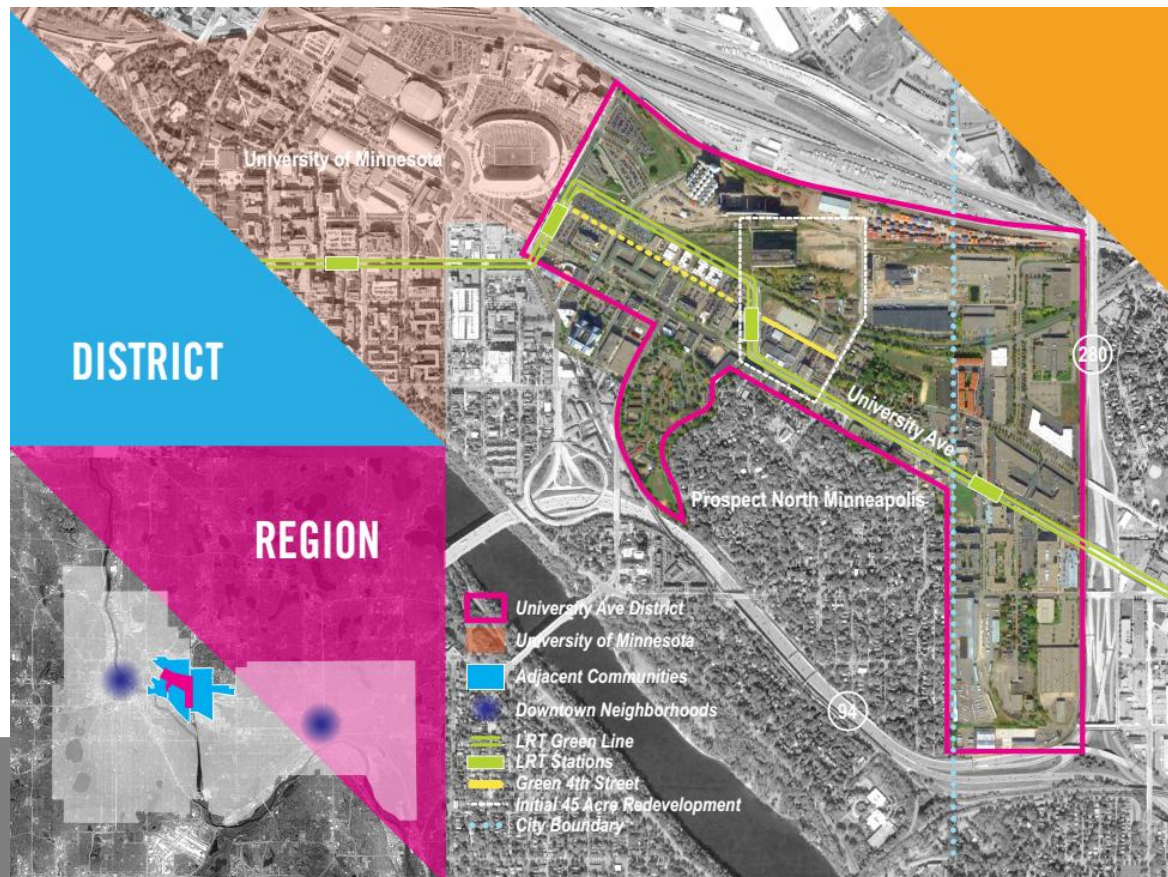 University of Minnesota
DISTRICT
280
University Ave
Prospect North Minneapolis
REGION
University Ave District
University of Minnesota
Adjacent Communities
Downtown Neighborhoods
94
LRT Green Line
LRT Stations
Green 4th Street
Initial 45 Acre Redevelopment
City Boundary